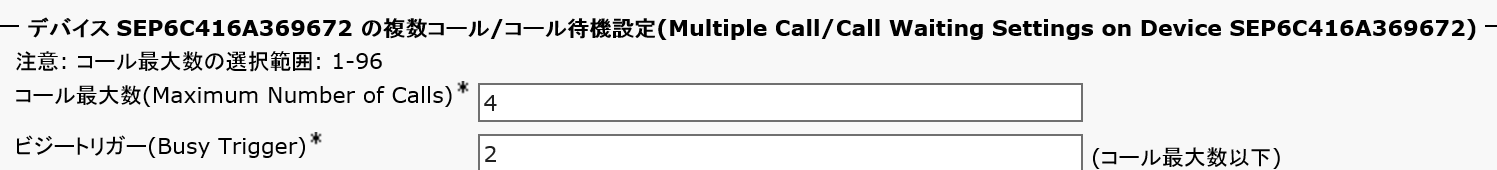 デバイス SEP6C416A369672 の複数コール/コール待機設定(Multiple Call/Call Waiting Settings on Device SEP6C416A369672)
注意: コール最大数の選択範囲: 1-96
コール最大数(Maximum Number of Calls)* 4
ビジートリガー(Busy Trigger)* 2 (コール最大数以下)